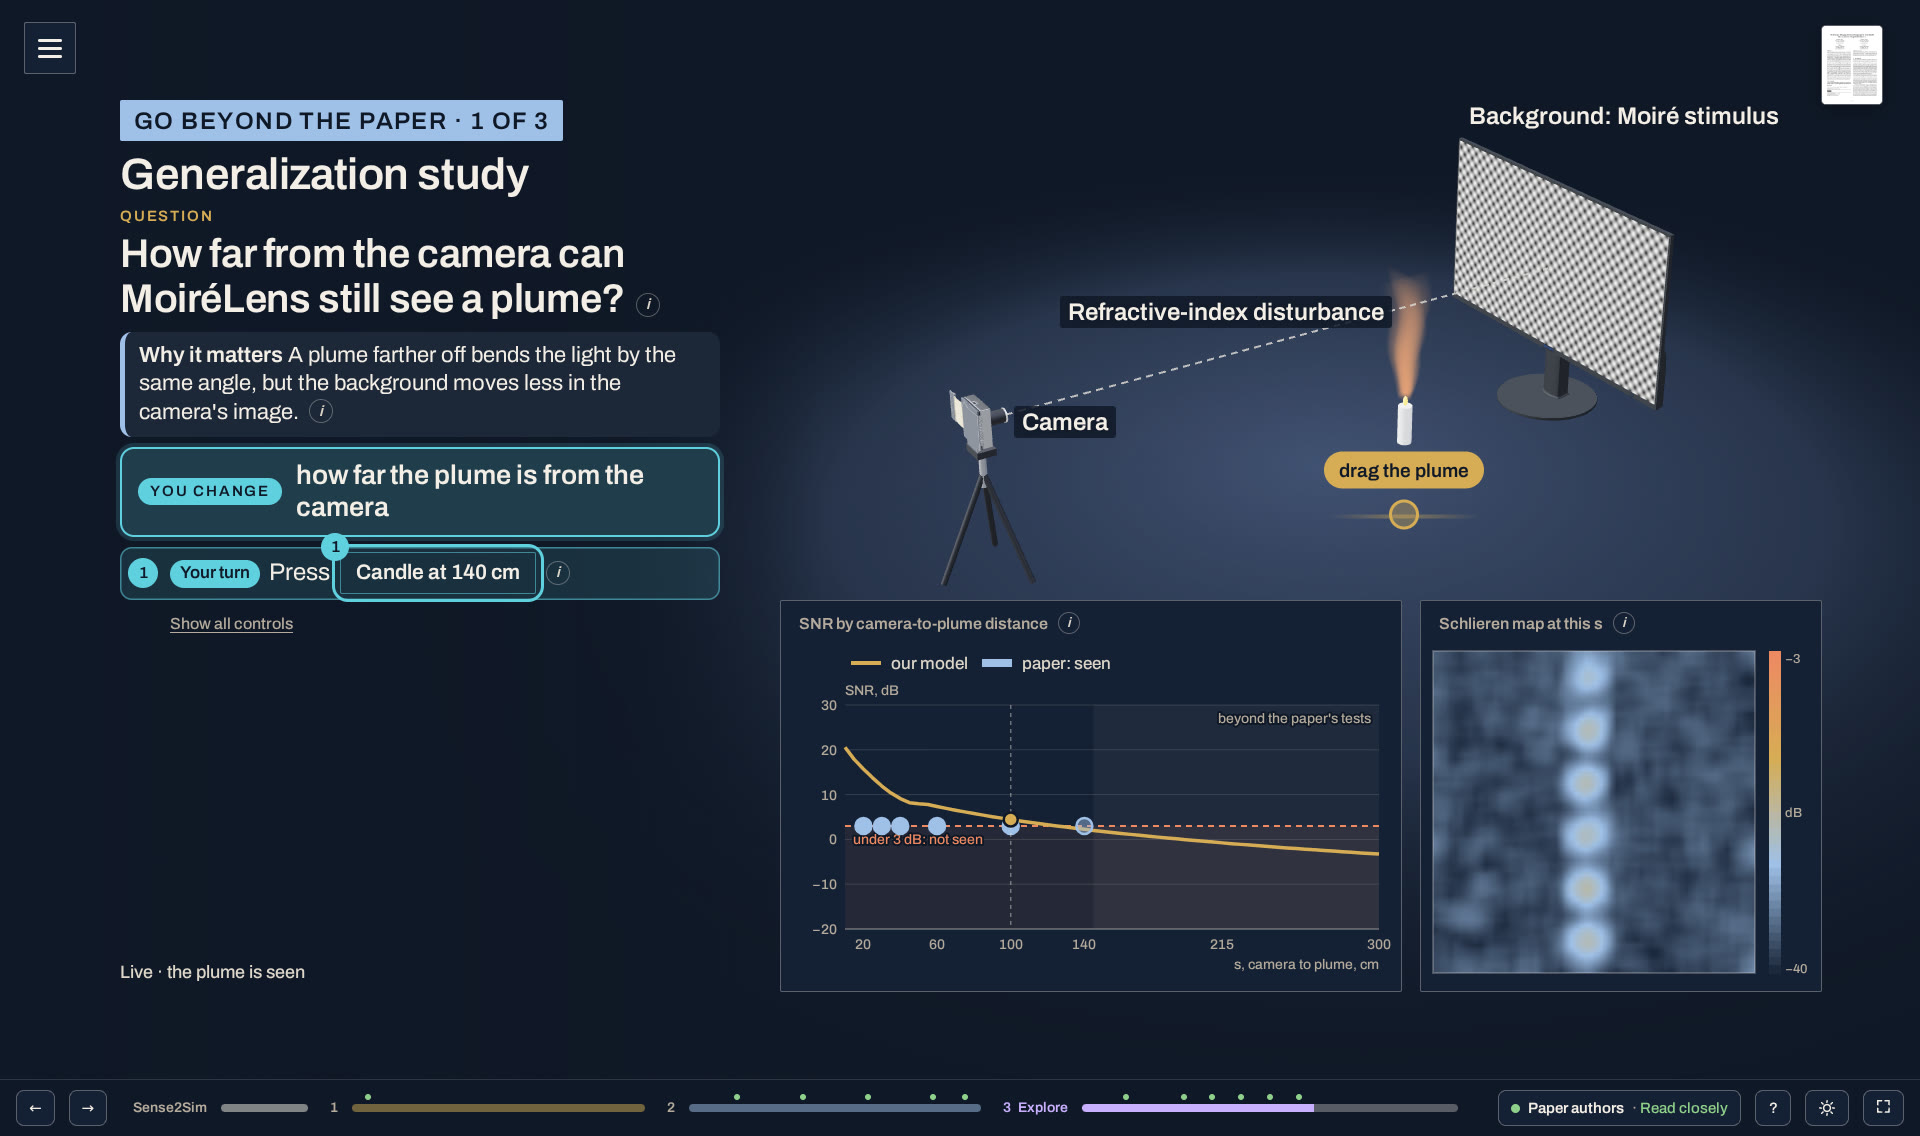 GO BEYOND THE PAPER · 1 OF 3
Generalization study
QUESTION
How far from the camera can
MoiréLens still see a plume? i
Why it matters A plume farther off bends the light by the
same angle, but the background moves less in the
camera's image. i
YOU CHANGE how far the plume is from the
camera
1 Your turn Press 1 Candle at 140 cm i
Show all controls
Live · the plume is seen
Background: Moiré stimulus
Refractive-index disturbance
Camera
drag the plume
SNR by camera-to-plume distance i
our model paper: seen
SNR, dB
30
20
10
0
−10
−20
beyond the paper's tests
under 3 dB: not seen
20 60 100 140 215 300
s, camera to plume, cm
Schlieren map at this s i
−3
dB
−40
← → Sense2Sim 1 2 3 Explore Paper authors · Read closely ?